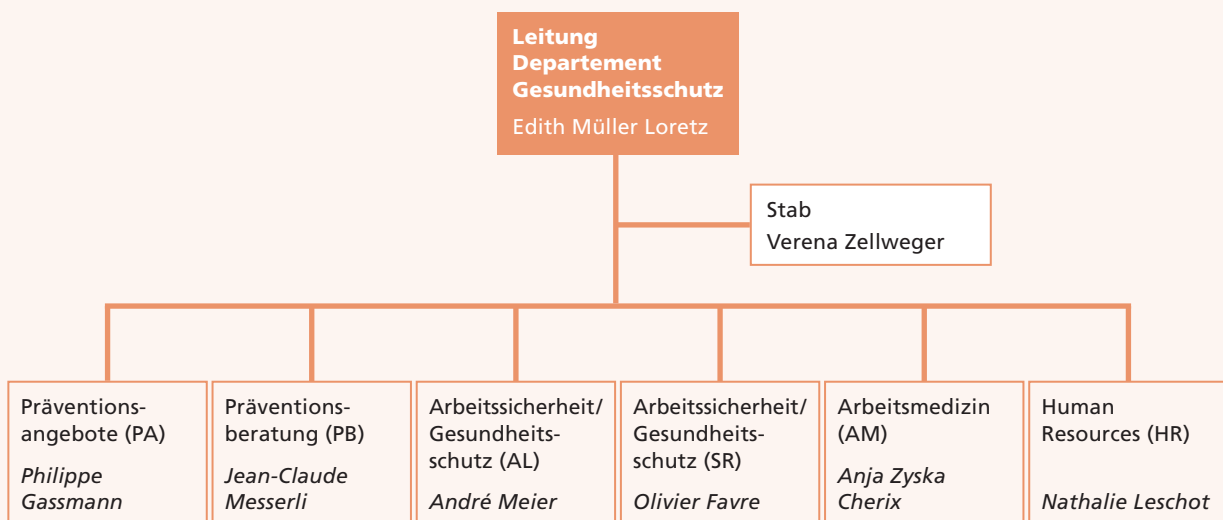 Leitung
Departement
Gesundheitsschutz
Edith Müller Loretz
Stab
Verena Zellweger
Präventions-
angebote (PA)
Philippe
Gassmann
Präventions-
beratung (PB)
Jean-Claude
Messerli
Arbeitssicherheit/
Gesundheits-
schutz (AL)
André Meier
Arbeitssicherheit/
Gesundheits-
schutz (SR)
Olivier Favre
Arbeitsmedizin
(AM)
Anja Zyska
Cherix
Human
Resources (HR)
Nathalie Leschot